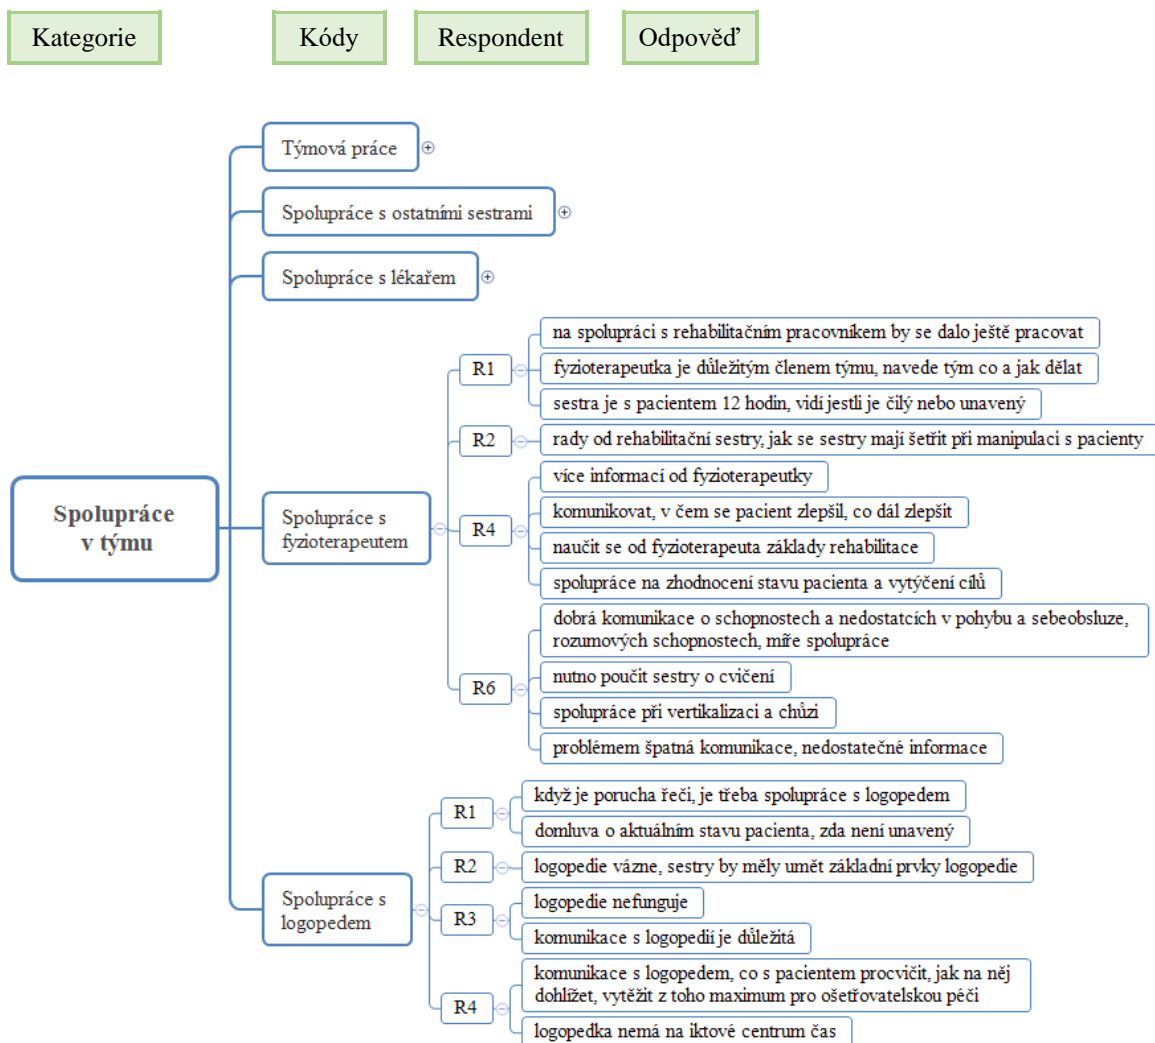 Kategorie
Kódy
Respondent
Odpověď
Týmová práce
Spolupráce s ostatními sestrami
Spolupráce s lékařem
Spolupráce
v týmu
Spolupráce s
fyzioterapeutem
R1
na spolupráci s rehabilitačním pracovníkem by se dalo ještě pracovat
fyzioterapeutka je důležitým členem týmu, navede tým co a jak dělat
sestra je s pacientem 12 hodin, vidí jestli je čilý nebo unavený
R2
rady od rehabilitační sestry, jak se sestry mají šetřit při manipulaci s pacienty
R4
více informací od fyzioterapeutky
komunikovat, v čem se pacient zlepšil, co dál zlepšit
naučit se od fyzioterapeuta základy rehabilitace
spolupráce na zhodnocení stavu pacienta a vytýčení cílů
R6
dobrá komunikace o schopnostech a nedostatcích v pohybu a sebeobsluze,
rozumových schopnostech, míře spolupráce
nutno poučit sestry o cvičení
spolupráce při vertikalizaci a chůzi
problémem špatná komunikace, nedostatečné informace
Spolupráce s
logopedem
R1
když je porucha řeči, je třeba spolupráce s logopedem
domluva o aktuálním stavu pacienta, zda není unavený
R2
logopedie vázne, sestry by měly umět základní prvky logopedie
R3
logopedie nefunguje
komunikace s logopedií je důležitá
R4
komunikace s logopedem, co s pacientem procvičit, jak na něj
dohlížet, vytěžit z toho maximum pro ošetřovatelskou péči
logopedka nemá na iktové centrum čas